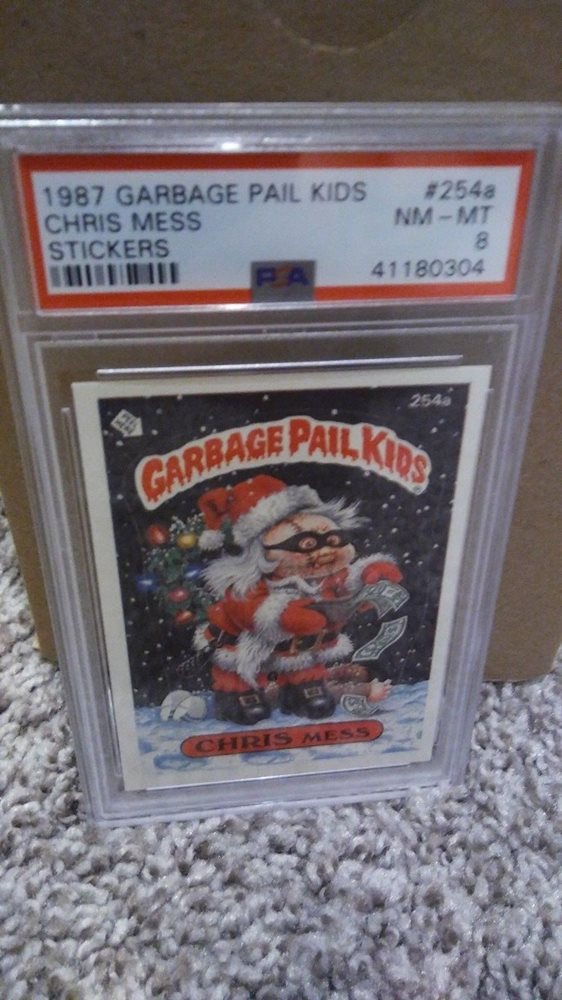 1987 GARBAGE PAIL KIDS #254a
CHRIS MESS NM - MT
STICKERS 8
PSA 41180304
254a
GARBAGE PAIL KIDS
CHRIS MESS